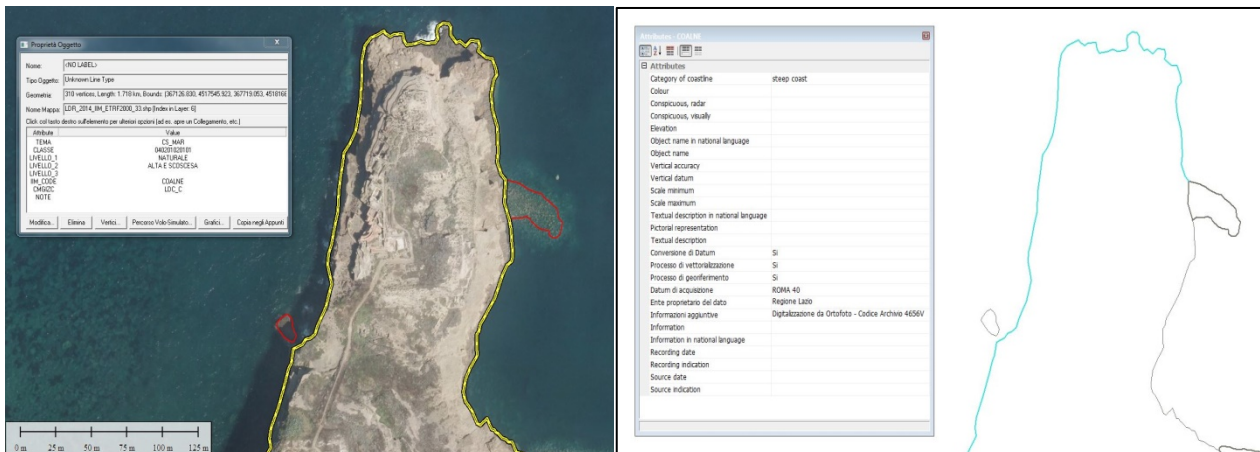 Proprietà Oggetto
Nome: <NO LABEL>
Tipo Oggetto: Unknown Line Type
Geometria: 310 vertices, Length: 1.718 km, Bounds: (367126.830, 4517545.923, 367719.053, 4518166
Nome Mappa: LDR_2014_IIM_ETRF2000_33.shp [Index in Layer: 6]
Click col tasto destro sull'elemento per ulteriori opzioni (ad es. apre un Collegamento, etc.)
Attribute Value
TEMA CS_MAR
CLASSE
LIVELLO_1 NATURALE
LIVELLO_2 ALTA E SCOSCESA
LIVELLO_3
IIM_CODE COALNE
CMGIZC LDC_C
NOTE
Modifica... Elimina Vertici... Percorso Volo Simulato... Grafici... Copia negli Appunti
0 m 25 m 50 m 75 m 100 m 125 m
Attributes - COALNE
Attributes
Category of coastline steep coast
Colour
Conspicuous, radar
Conspicuous, visually
Elevation
Object name in national language
Object name
Vertical accuracy
Vertical datum
Scale minimum
Scale maximum
Textual description in national language
Pictorial representation
Textual description
Conversione di Datum Si
Processo di vettorializzazione Si
Processo di georiferimento Si
Datum di acquisizione ROMA 40
Ente proprietario del dato Regione Lazio
Informazioni aggiuntive Digitalizzazione da Ortofoto - Codice Archivio 4656V
Information
Information in national language
Recording date
Recording indication
Source date
Source indication